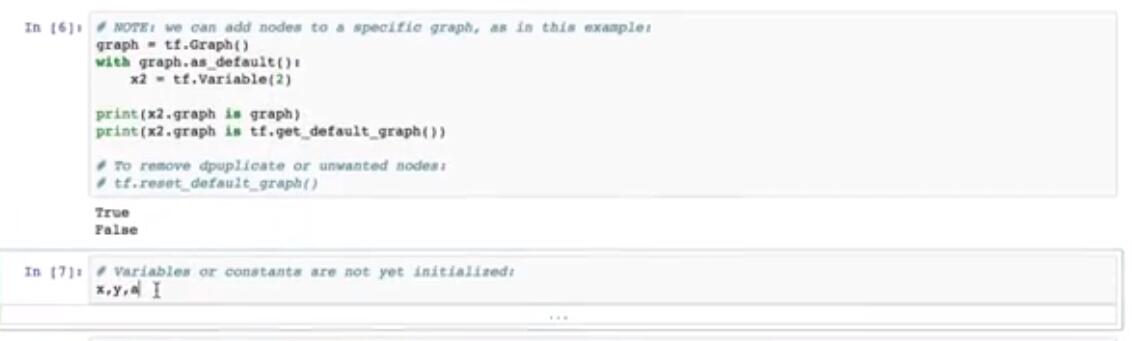 In [6]: # NOTE: we can add nodes to a specific graph, as in this example:
graph = tf.Graph()
with graph.as_default():
    x2 = tf.Variable(2)
print(x2.graph is graph)
print(x2.graph is tf.get_default_graph())
# To remove dpuplicate or unwanted nodes:
# tf.reset_default_graph()
True
False
In [7]: # Variables or constants are not yet initialized:
x,y,a
...